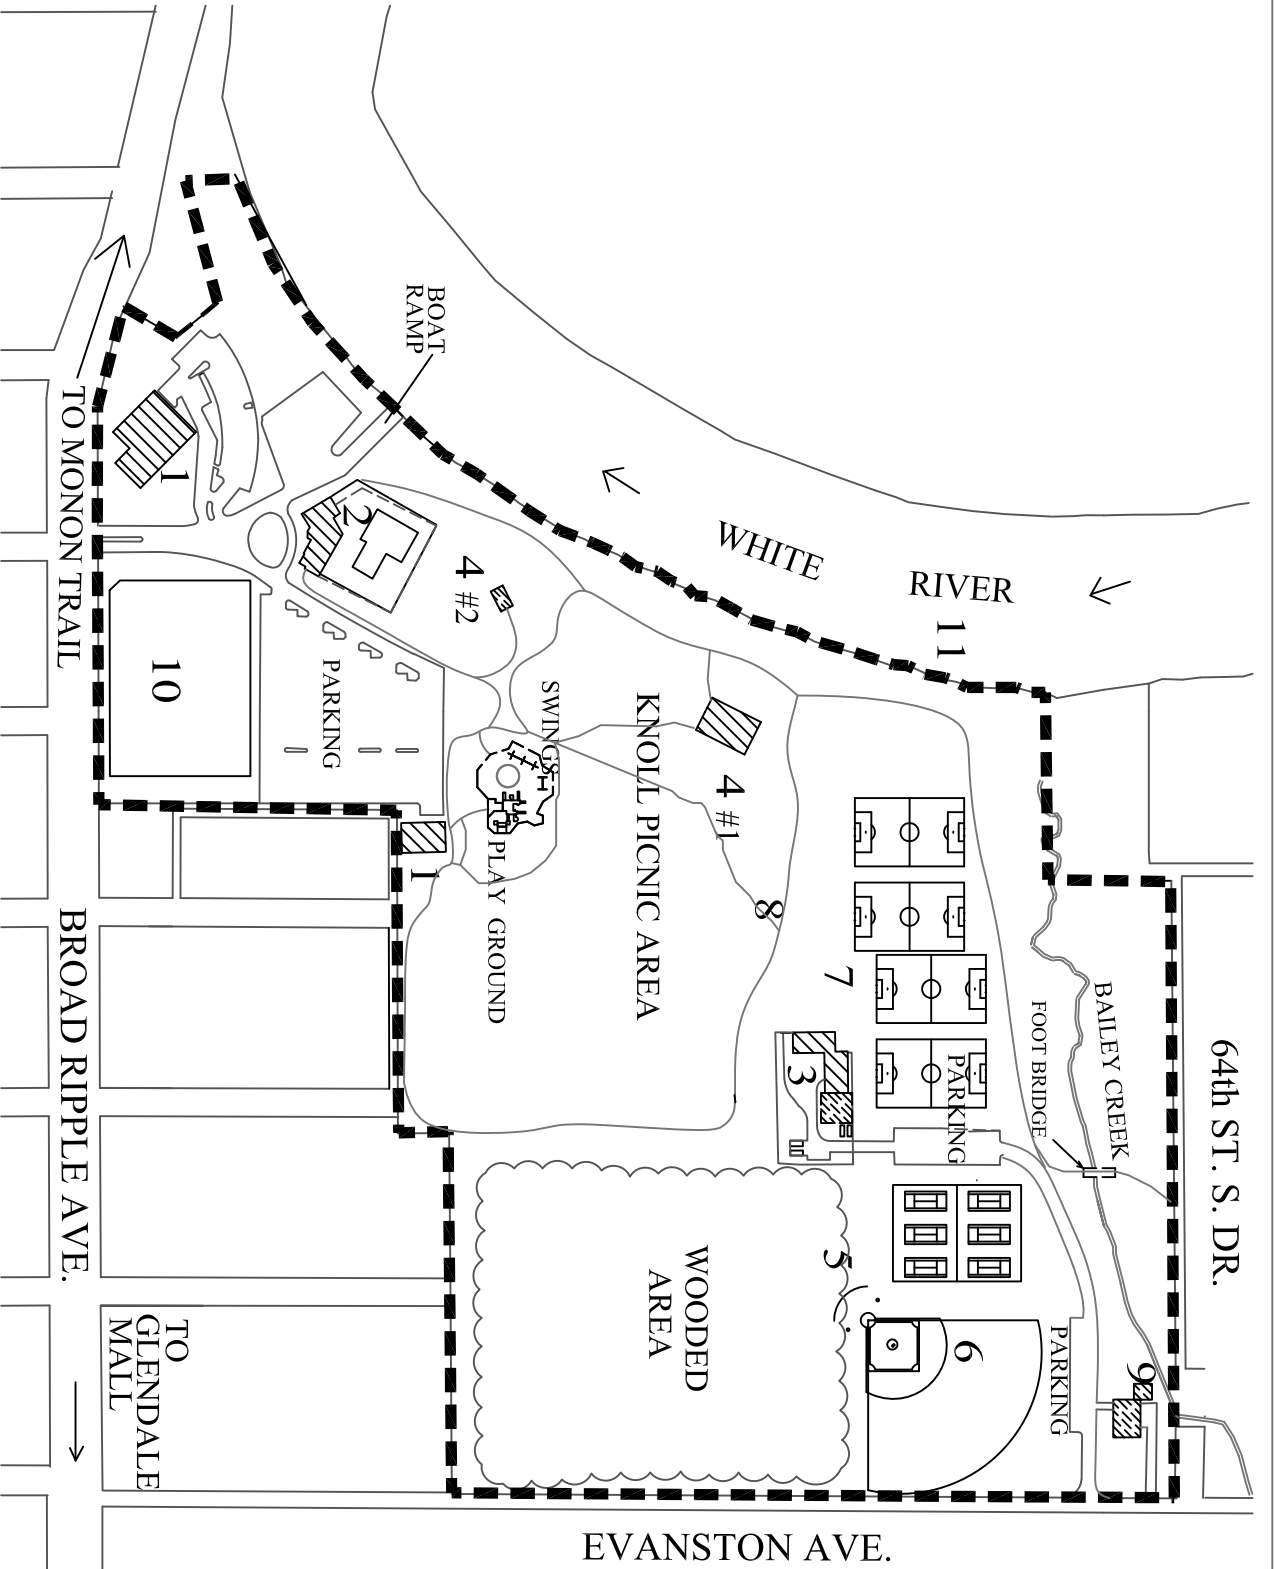 BOAT
RAMP
WHITE
RIVER
11
TO MONON TRAIL
1
2
4
#2
10
PARKING
SWINGS
KNOLL PICNIC AREA
4
#1
1
PLAY GROUND
8
7
3
PARKING
FOOT BRIDGE
BAILEY CREEK
64th ST. S. DR.
BROAD RIPPLE AVE.
WOODED
AREA
5
6
PARKING
9
TO
GLENDALE
MALL
EVANSTON AVE.